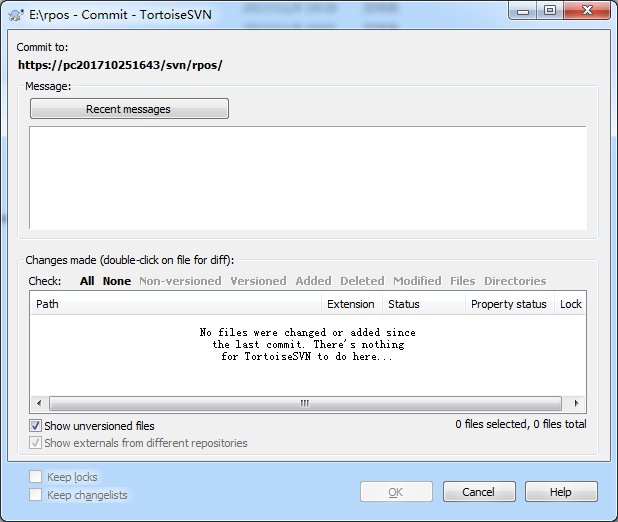 E:\rpos - Commit - TortoiseSVN
Commit to:
https://pc201710251643/svn/rpos/
Message:
Recent messages
Changes made (double-click on file for diff):
Check: All None Non-versioned Versioned Added Deleted Modified Files Directories
Path Extension Status Property status Lock
No files were changed or added since
the last commit. There's nothing
for TortoiseSVN to do here...
Show unversioned files
0 files selected, 0 files total
Show externals from different repositories
Keep locks
Keep changelists
OK Cancel Help